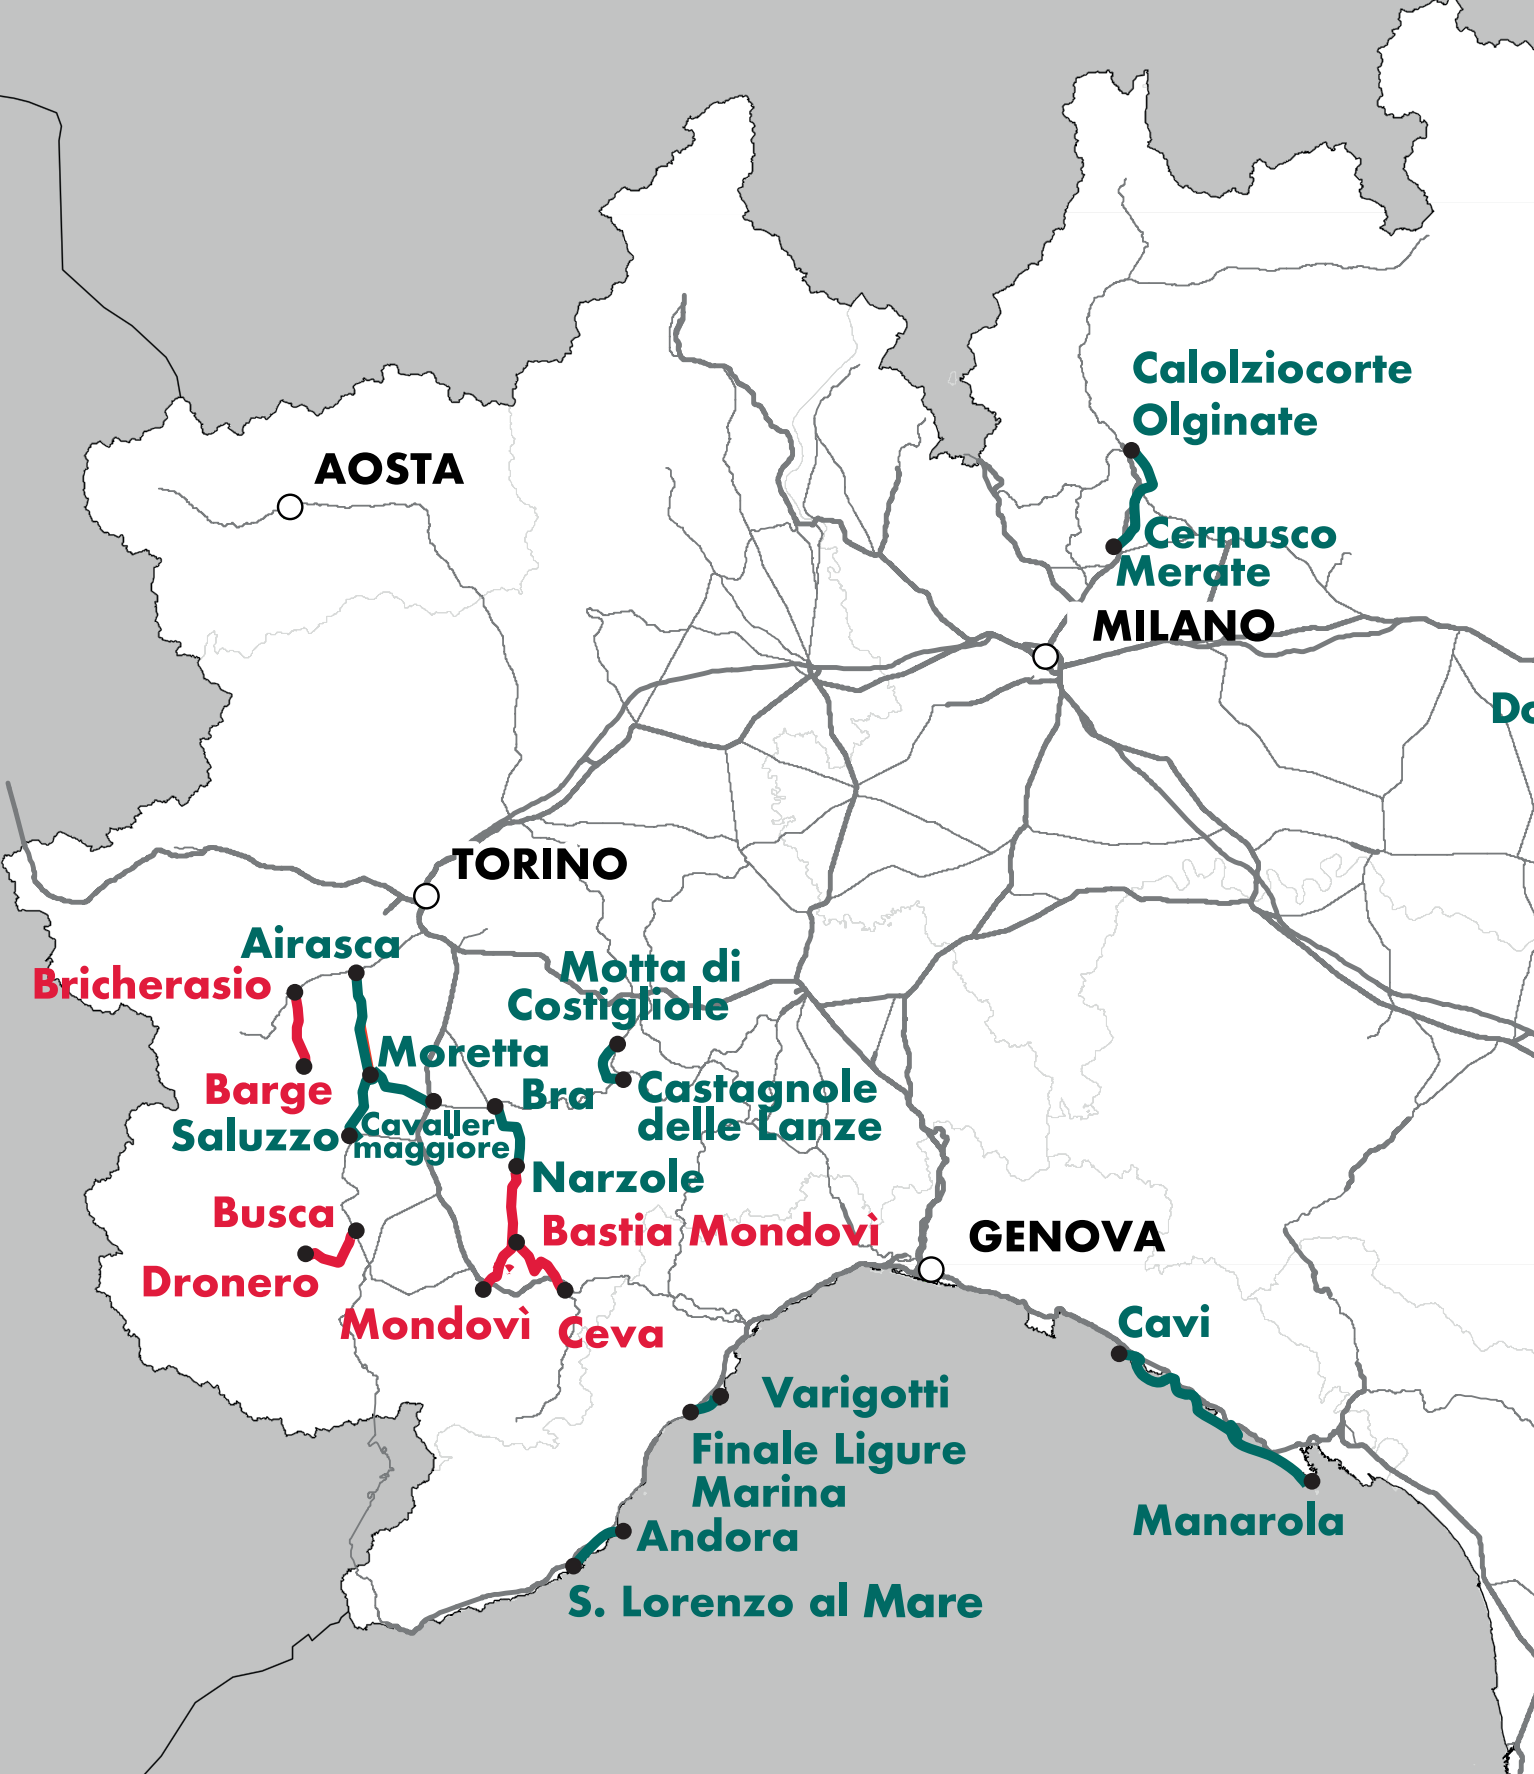 Calolziocorte
Olginate
AOSTA
Cernusco
Merate
MILANO
TORINO
Airasca
Motta di
Bricherasio
Costigliole
Moretta
Barge
Bra
Castagnole
delle Lanze
Saluzzo
Cavaller
maggiore
Narzole
Busca
Bastia Mondovì
GENOVA
Dronero
Mondovì
Ceva
Cavi
Varigotti
Finale Ligure
Marina
Manarola
Andora
S. Lorenzo al Mare